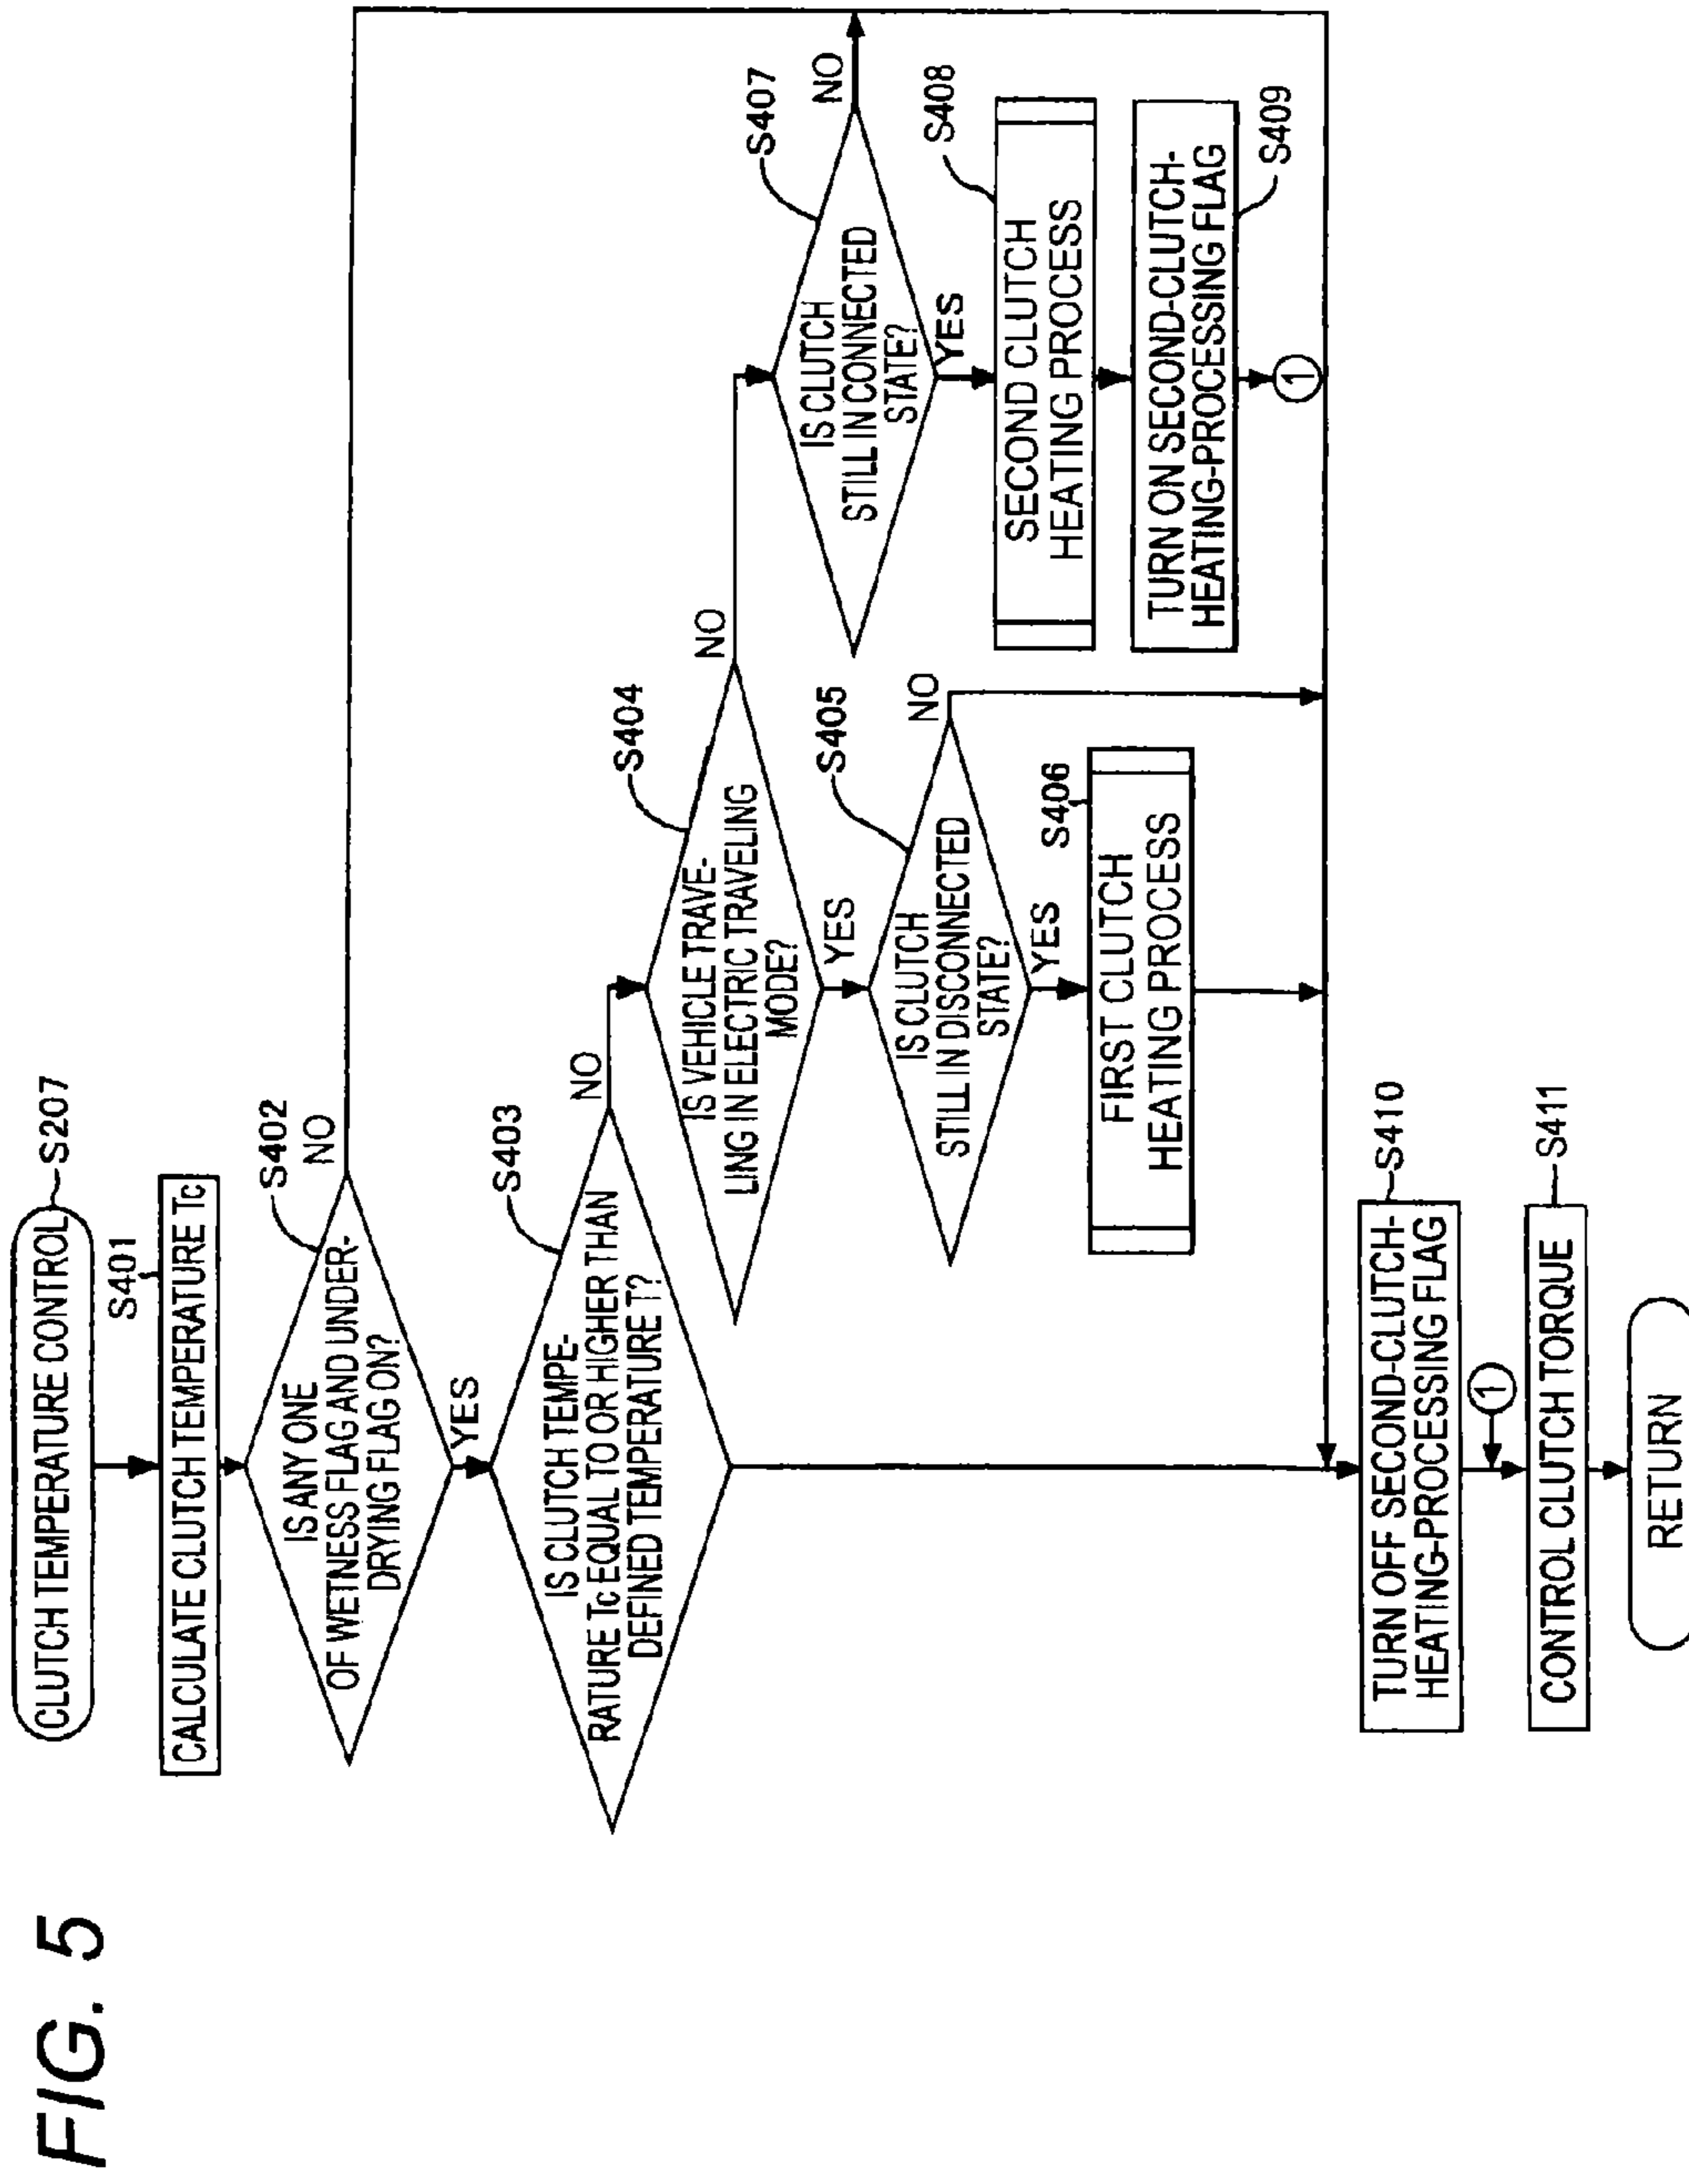 FIG. 5
CLUTCH TEMPERATURE CONTROL
S207
S401
CALCULATE CLUTCH TEMPERATURE Tc
S402
IS ANY ONE
OF WETNESS FLAG AND UNDER-
DRYING FLAG ON?
NO
YES
S403
IS CLUTCH TEMPE-
RATURE Tc EQUAL TO OR HIGHER THAN
DEFINED TEMPERATURE T?
NO
S404
IS VEHICLE TRAVE-
LING IN ELECTRIC TRAVELING
MODE?
NO
YES
S405
IS CLUTCH
STILL IN DISCONNECTED
STATE?
NO
YES
S406
FIRST CLUTCH
HEATING PROCESS
S407
IS CLUTCH
STILL IN CONNECTED
STATE?
NO
YES
S408
SECOND CLUTCH
HEATING PROCESS
S409
TURN ON SECOND-CLUTCH-
HEATING-PROCESSING FLAG
1
S410
TURN OFF SECOND-CLUTCH-
HEATING-PROCESSING FLAG
1
S411
CONTROL CLUTCH TORQUE
RETURN